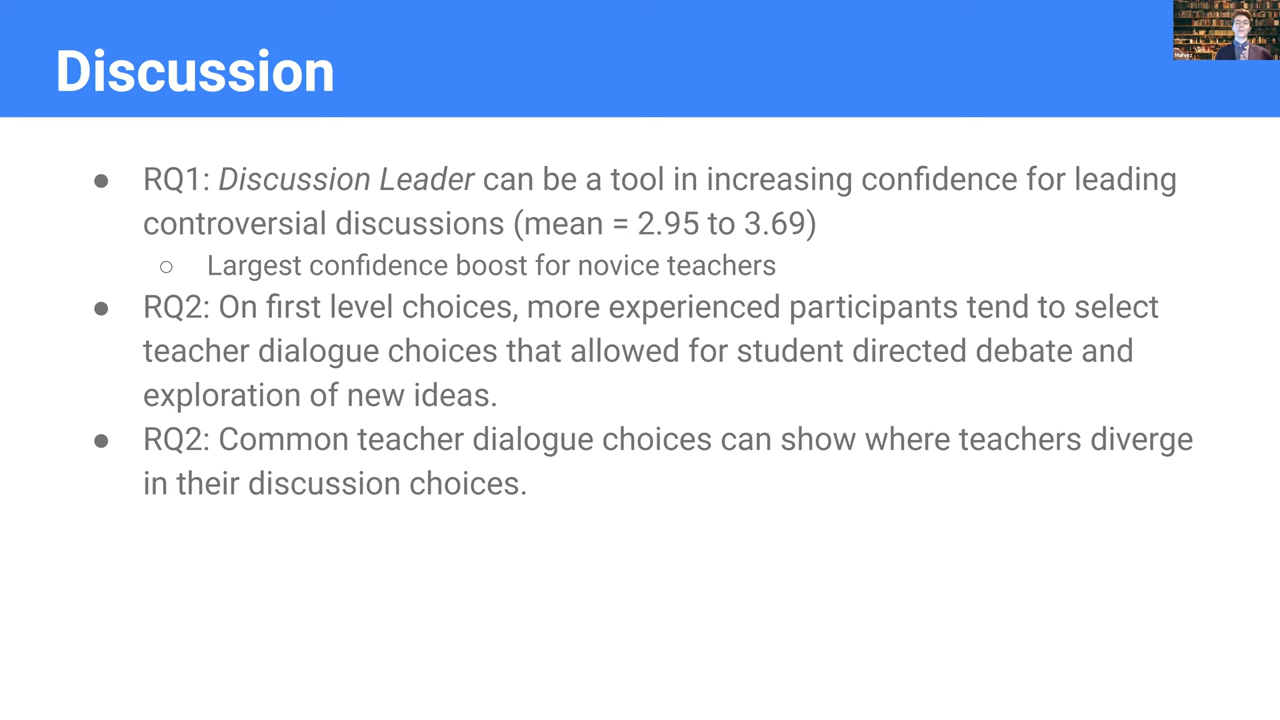 Discussion
● RQ1: Discussion Leader can be a tool in increasing confidence for leading
controversial discussions (mean = 2.95 to 3.69)
○ Largest confidence boost for novice teachers
● RQ2: On first level choices, more experienced participants tend to select
teacher dialogue choices that allowed for student directed debate and
exploration of new ideas.
● RQ2: Common teacher dialogue choices can show where teachers diverge
in their discussion choices.